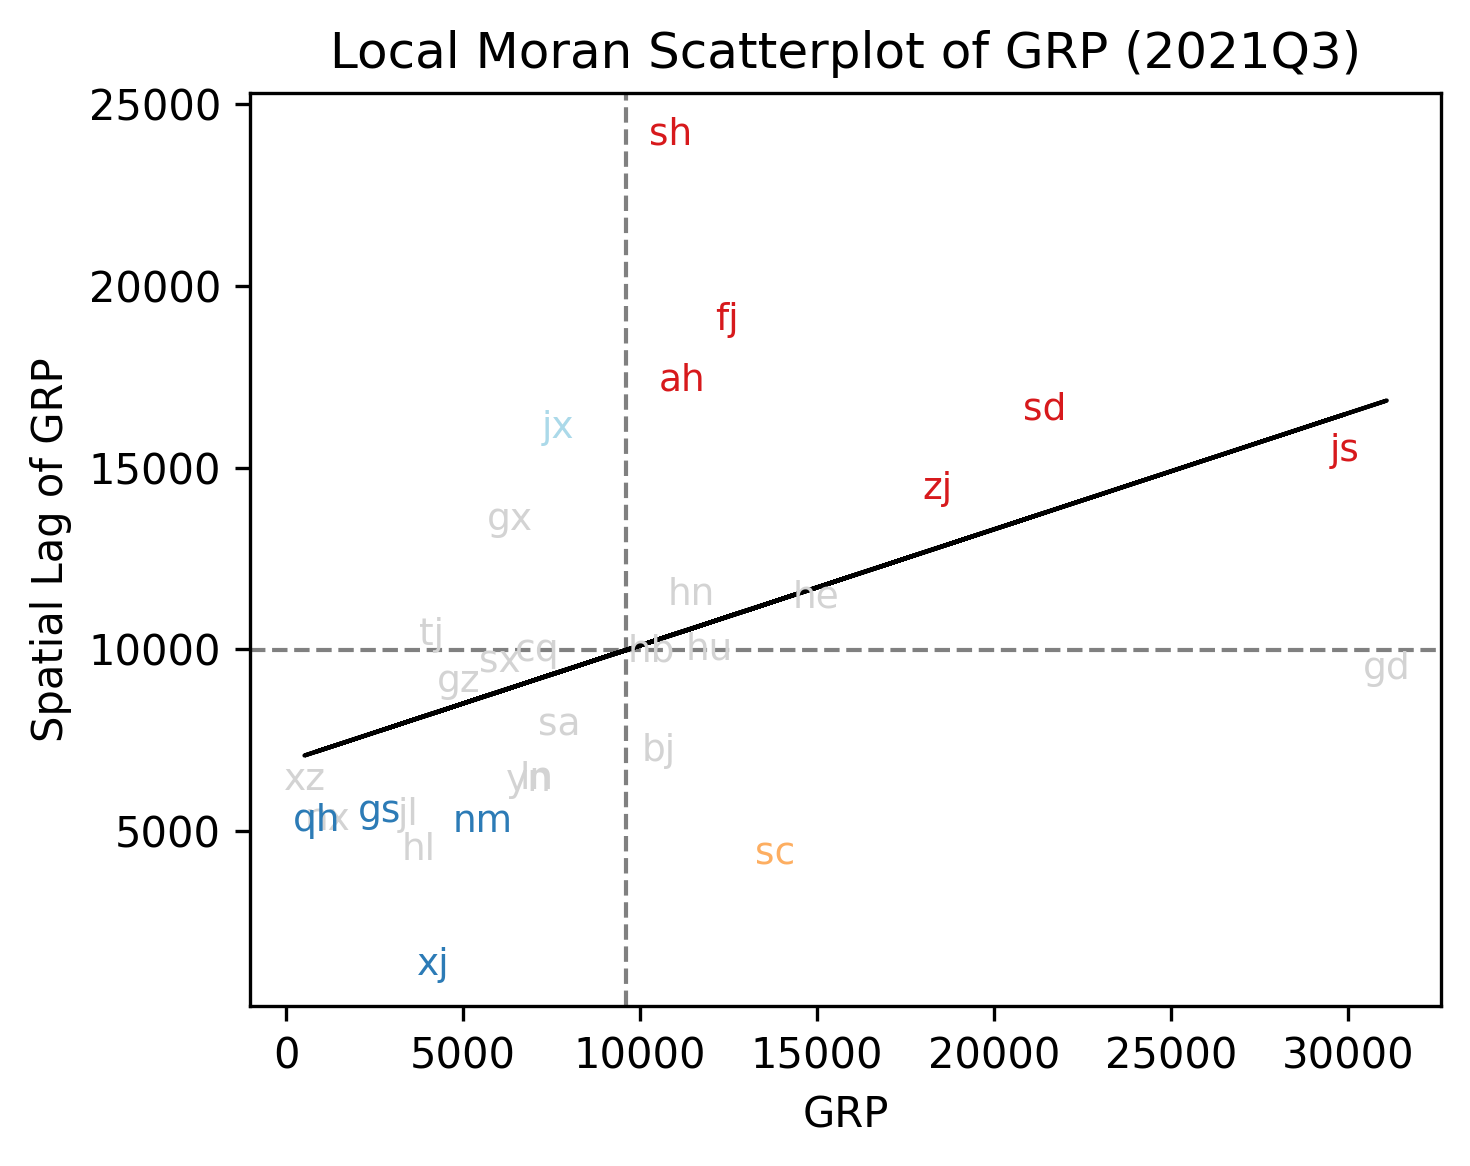 Local Moran Scatterplot of GRP (2021Q3)
25000
20000
15000
10000
5000
Spatial Lag of GRP
sh
fj
ah
sd
jx
js
zj
gx
hn
he
tj
cq
hb
hu
sx
gd
gz
sa
bj
xz
yn
ln
qh
nx
gs
jl
nm
hl
sc
xj
0 5000 10000 15000 20000 25000 30000
GRP